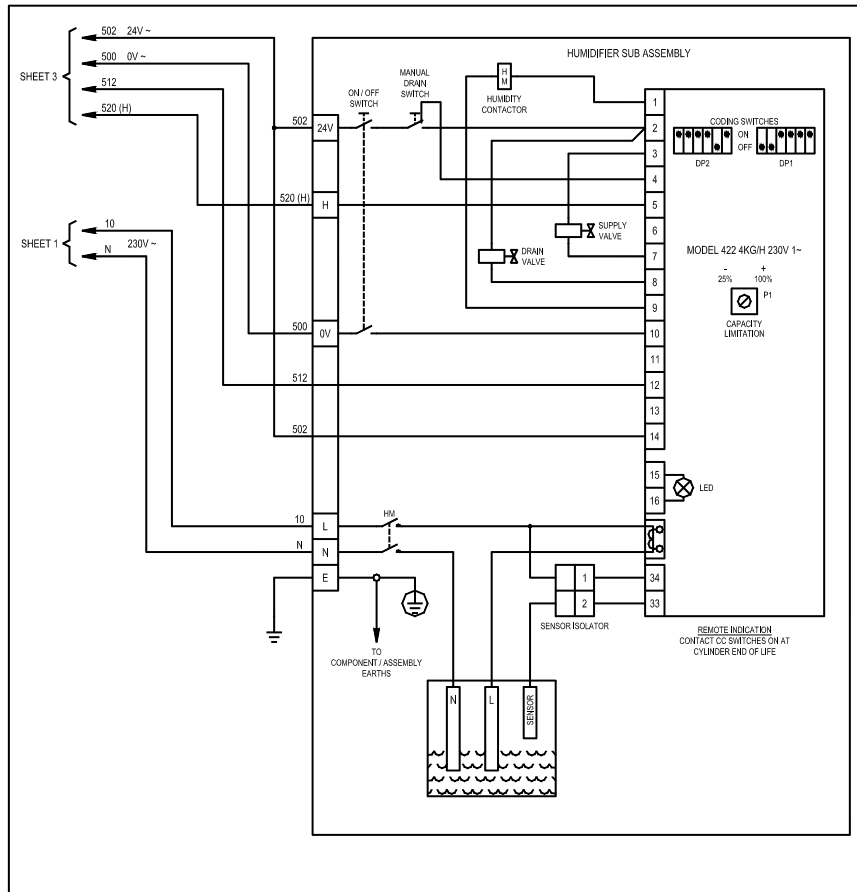 502 24V ~
500 0V ~
SHEET 3
512
520 (H)
HUMIDIFIER SUB ASSEMBLY
ON / OFF
SWITCH
MANUAL
DRAIN
SWITCH
H
M
HUMIDITY
CONTACTOR
502
24V
520 (H)
H
500
0V
512
502
1
2
3
4
5
6
7
8
9
10
11
12
13
14
15
16
CODING SWITCHES
ON
OFF
DP2
DP1
SUPPLY
VALVE
DRAIN
VALVE
MODEL 422 4KG/H 230V 1~
- +
25% 100%
P1
CAPACITY
LIMITATION
SHEET 1
10
N 230V ~
LED
10
L
HM
N
N
E
1
2
34
33
SENSOR ISOLATOR
TO
COMPONENT / ASSEMBLY
EARTHS
REMOTE INDICATION
CONTACT CC SWITCHES ON AT
CYLINDER END OF LIFE
N
L
SENSOR